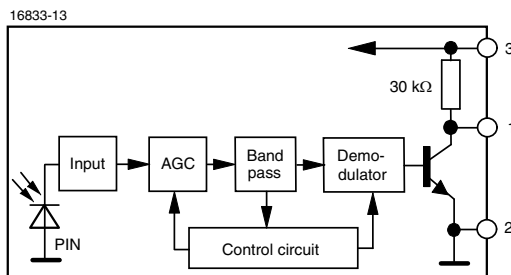 16833-13
3
30 kΩ
1
Input
AGC
Band
pass
Demo-
dulator
PIN
Control circuit
2